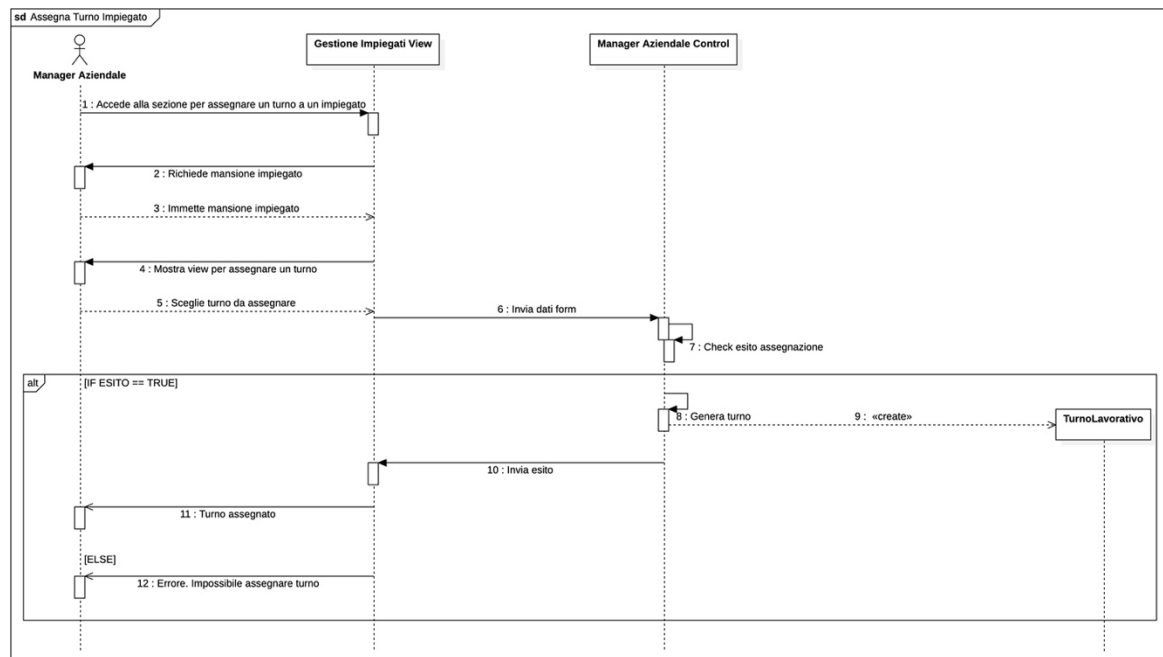 sd Assegna Turno Impiegato
Manager Aziendale
Gestione Impiegati View
Manager Aziendale Control
1 : Accede alla sezione per assegnare un turno a un impiegato
2 : Richiede mansione impiegato
3 : Immette mansione impiegato
4 : Mostra view per assegnare un turno
5 : Sceglie turno da assegnare
6 : Invia dati form
7 : Check esito assegnazione
alt
[IF ESITO == TRUE]
8 : Genera turno
9 : «create»
TurnoLavorativo
10 : Invia esito
11 : Turno assegnato
[ELSE]
12 : Errore. Impossibile assegnare turno